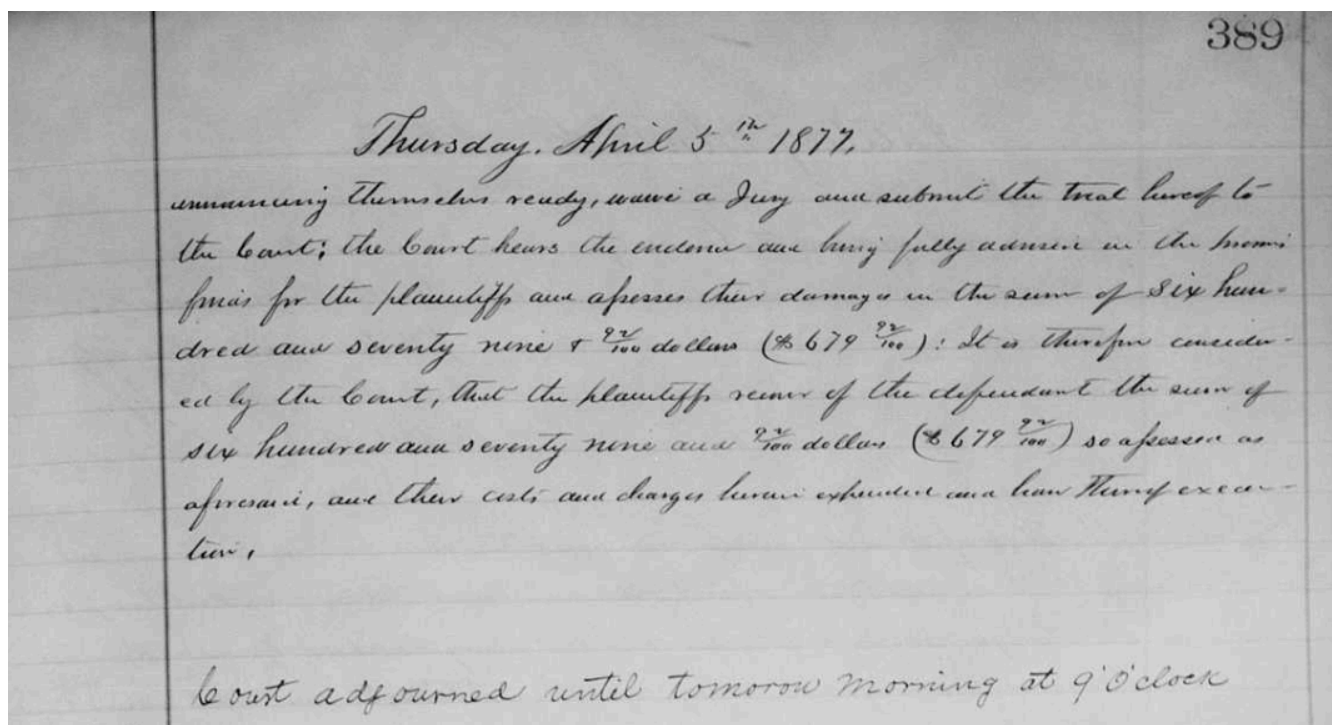 389
Thursday. April 5th 1877.
announcing themselves ready, waive a Jury and submit the trial hereof to
the Court; the Court hears the evidence and being fully advised in the premi
finds for the plaintiffs and assesses their damages in the sum of Six hun-
dred and seventy nine + 92/100 dollars ($679 92/100): It is therefore consider-
ed by the Court, that the plaintiffs recover of the defendant the sum of
six hundred and seventy nine and 92/100 dollars ($679 92/100) so assessed as
aforesaid, and their costs and charges herein expended and have thereof execu-
tion.
Court adjourned until tomorow morning at 9 O'clock